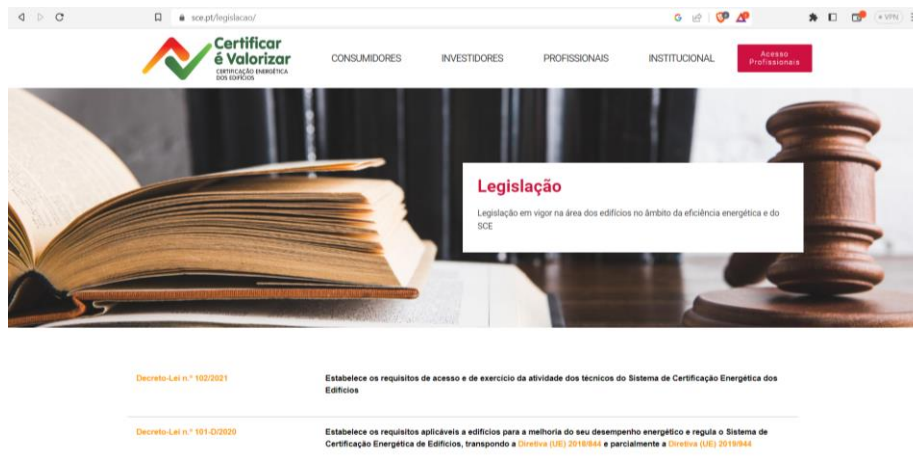 sce.pt/legislacao/
VPN
Certificar
é Valorizar
CERTIFICAÇÃO ENERGÉTICA
DOS EDIFÍCIOS
CONSUMIDORES
INVESTIDORES
PROFISSIONAIS
INSTITUCIONAL
Acesso
Profissionais
Legislação
Legislação em vigor na área dos edifícios no âmbito da eficiência energética e do
SCE
Decreto-Lei n.º 102/2021
Estabelece os requisitos de acesso e de exercício da atividade dos técnicos do Sistema de Certificação Energética dos
Edifícios
Decreto-Lei n.º 101-D/2020
Estabelece os requisitos aplicáveis a edifícios para a melhoria do seu desempenho energético e regula o Sistema de
Certificação Energética de Edifícios, transpondo a Diretiva (UE) 2018/844 e parcialmente a Diretiva (UE) 2019/944